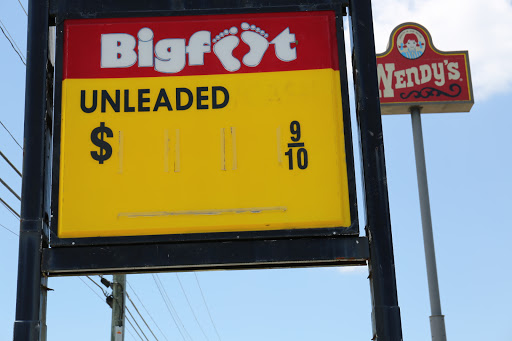 Bigfoot
UNLEADED
$ 9/10
WENDY'S